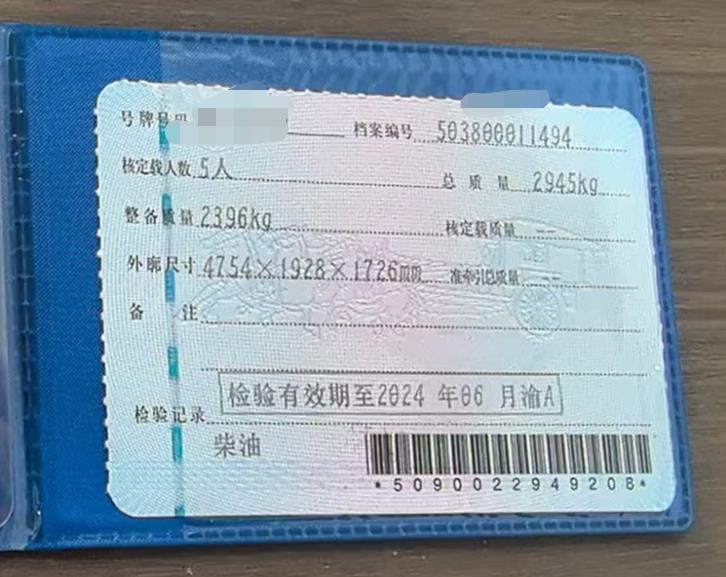 号牌号码 档案编号 503800011494
核定载人数 5人 总质量 2945kg
整备质量 2396kg 核定载质量 --
外廓尺寸 4754×1928×1726mm 准牵引总质量 --
备注
检验记录 检验有效期至2024 年06 月渝A
柴油
*5090022949208*